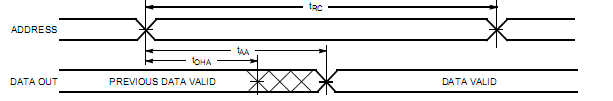 tRC
ADDRESS
tAA
tOHA
DATA OUT PREVIOUS DATA VALID DATA VALID